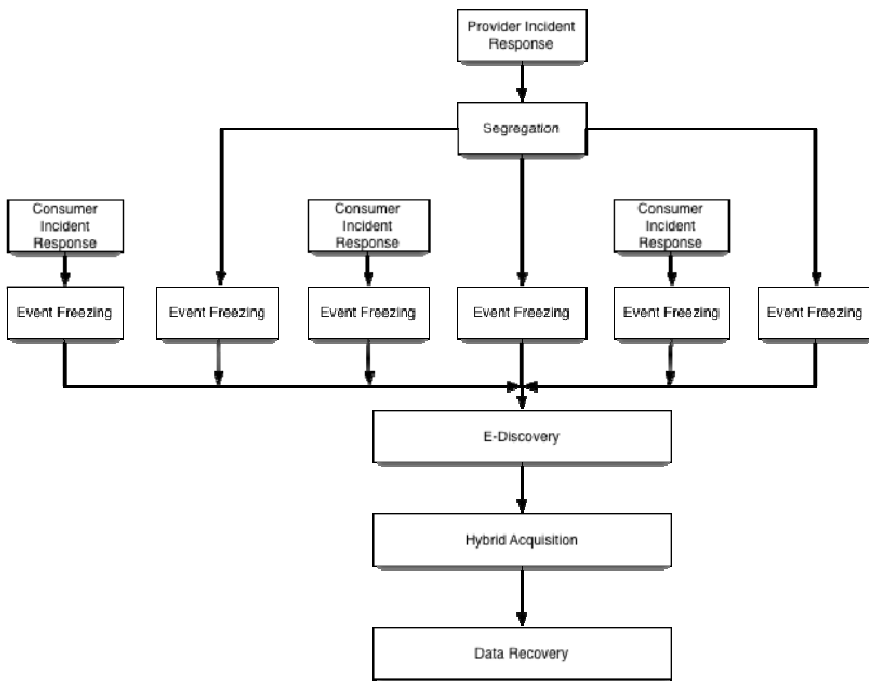 Provider Incident
Response
Segregation
Consumer
Incident
Response
Consumer
Incident
Response
Consumer
Incident
Response
Event Freezing
Event Freezing
Event Freezing
Event Freezing
Event Freezing
Event Freezing
E-Discovery
Hybrid Acquisition
Data Recovery